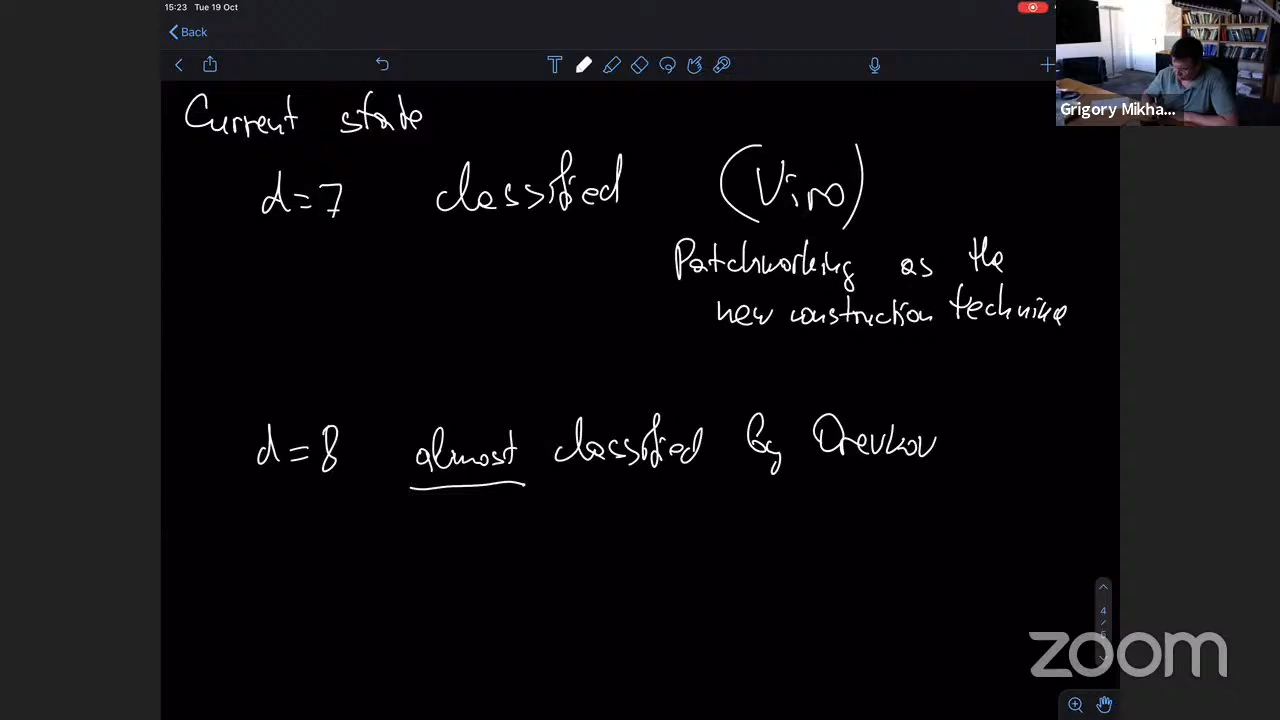 15:23 Tue 19 Oct
Back
Grigory Mikha...
Current state
d=7 classified (Viro)
Patchworking as the
new construction technique
d=8 almost classified by Orevkov
4
zoom